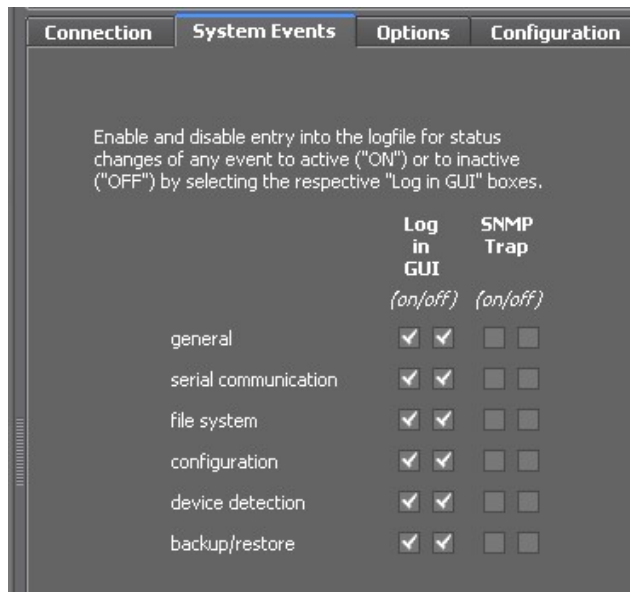 Connection System Events Options Configuration
Enable and disable entry into the logfile for status
changes of any event to active ("ON") or to inactive
("OFF") by selecting the respective "Log in GUI" boxes.
Log SNMP
in Trap
GUI
(on/off) (on/off)
general
serial communication
file system
configuration
device detection
backup/restore